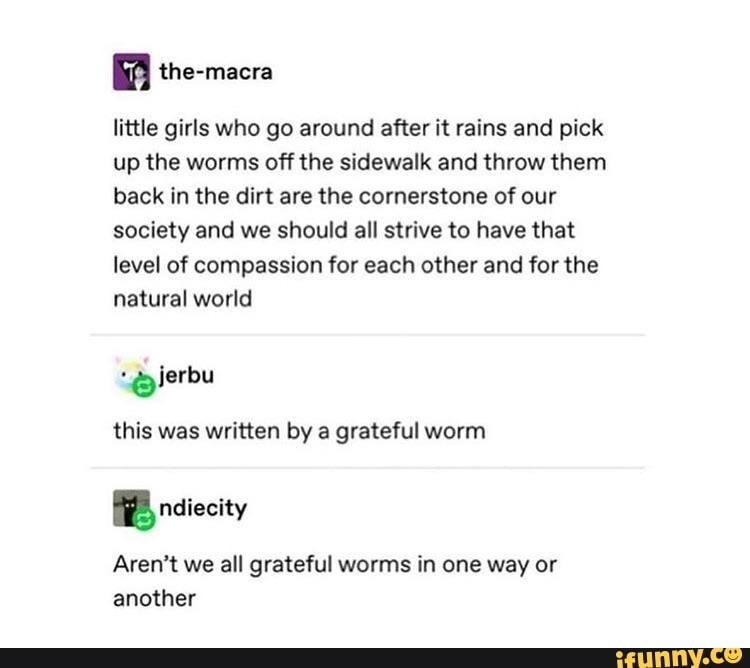 the-macra
little girls who go around after it rains and pick
up the worms off the sidewalk and throw them
back in the dirt are the cornerstone of our
society and we should all strive to have that
level of compassion for each other and for the
natural world
jerbu
this was written by a grateful worm
ndiecity
Aren't we all grateful worms in one way or
another
ifunny.co